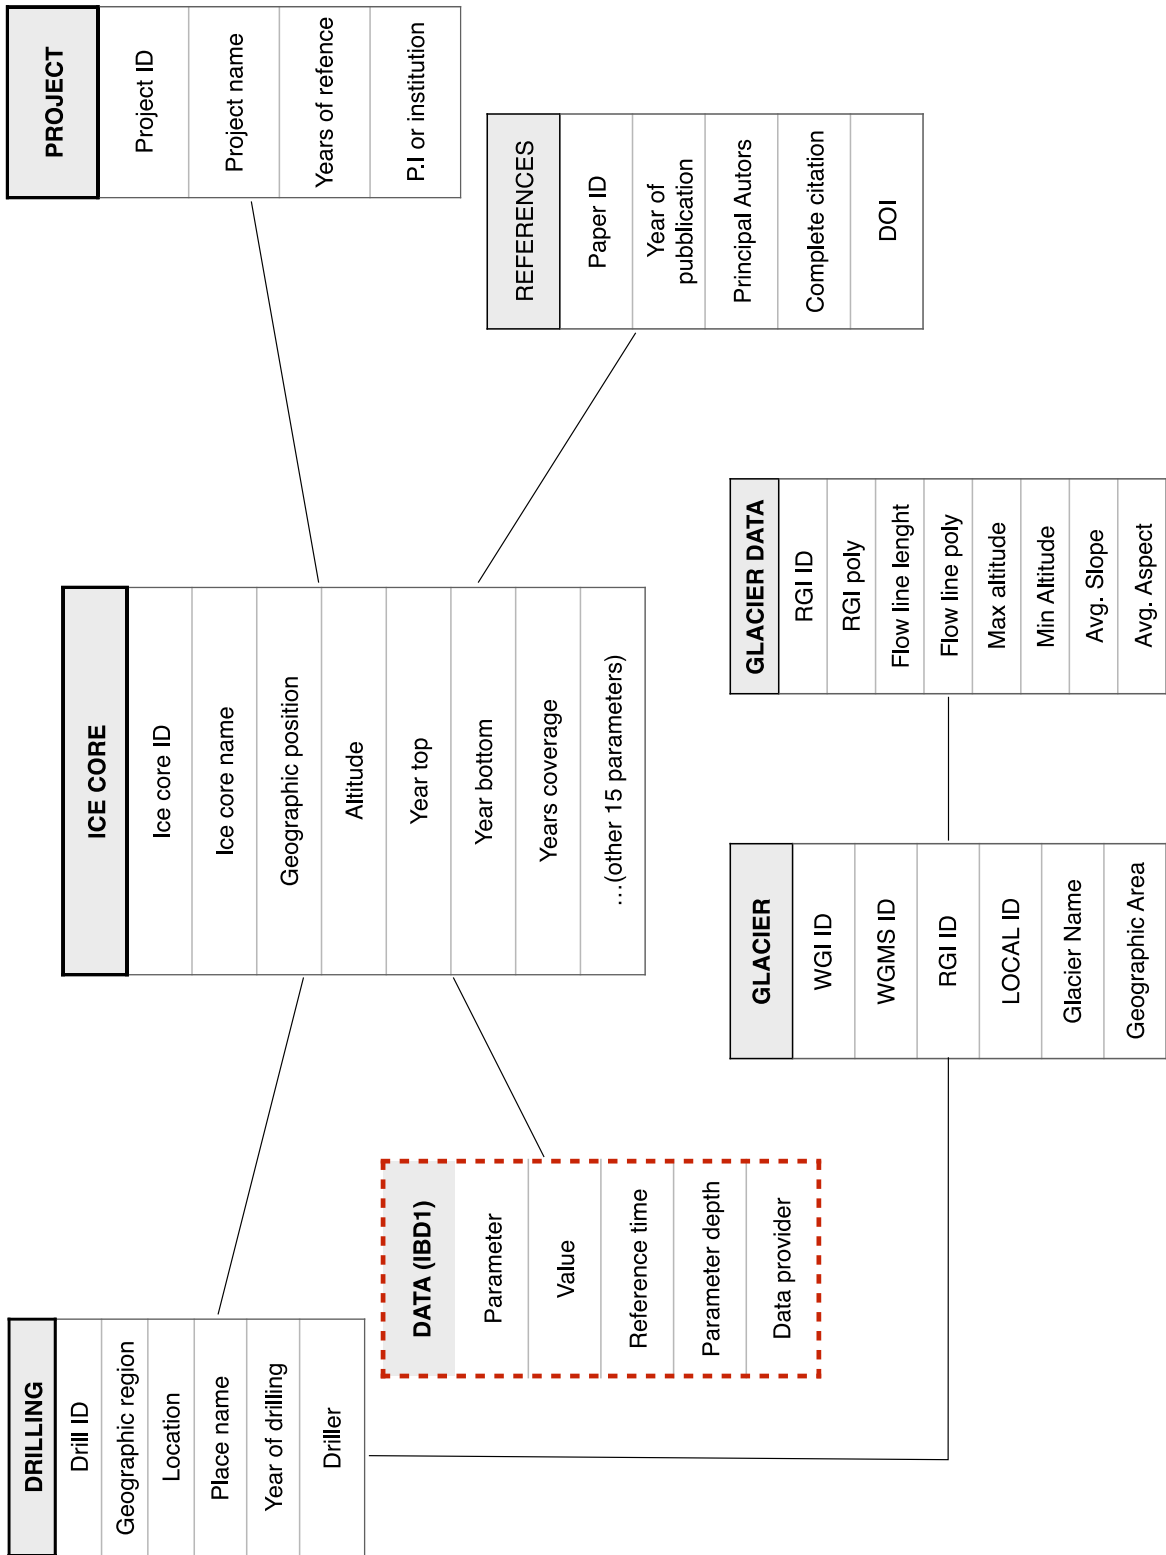 DRILLING
Drill ID
Geographic region
Location
Place name
Year of drilling
Driller
ICE CORE
Ice core ID
Ice core name
Geographic position
Altitude
Year top
Year bottom
Years coverage
...(other 15 parameters)
PROJECT
Project ID
Project name
Years of refence
P.I or institution
DATA (IBD1)
Parameter
Value
Reference time
Parameter depth
Data provider
REFERENCES
Paper ID
Year of
pubblication
Principal Autors
Complete citation
DOI
GLACIER
WGI ID
WGMS ID
RGI ID
LOCAL ID
Glacier Name
Geographic Area
GLACIER DATA
RGI ID
RGI poly
Flow line lenght
Flow line poly
Max altitude
Min Altitude
Avg. Slope
Avg. Aspect